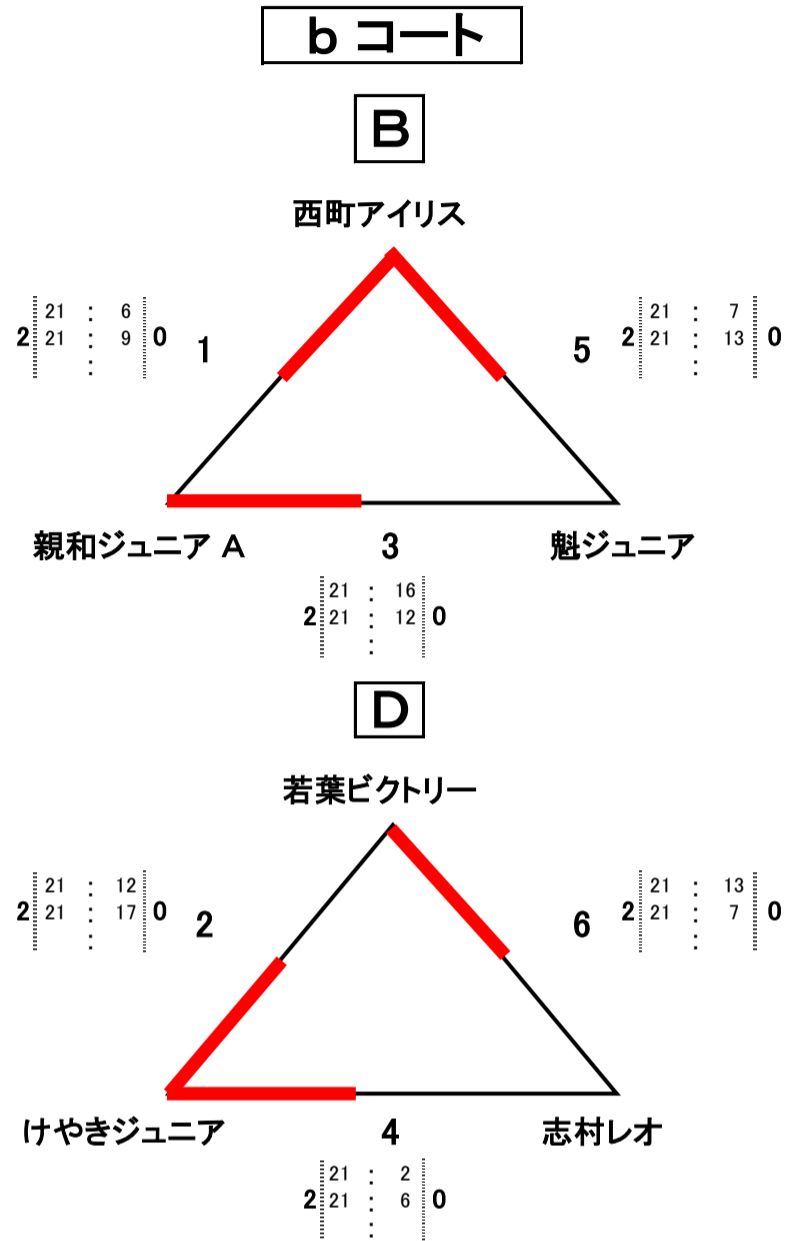 b コート
B
西町アイリス
2 21 : 6 0
21 : 9
:
1
5
2 21 : 7 0
21 : 13
:
親和ジュニア A
3
魁ジュニア
2 21 : 16 0
21 : 12
:
D
若葉ビクトリー
2 21 : 12 0
21 : 17
:
2
6
2 21 : 13 0
21 : 7
:
けやきジュニア
4
志村レオ
2 21 : 2 0
21 : 6
: